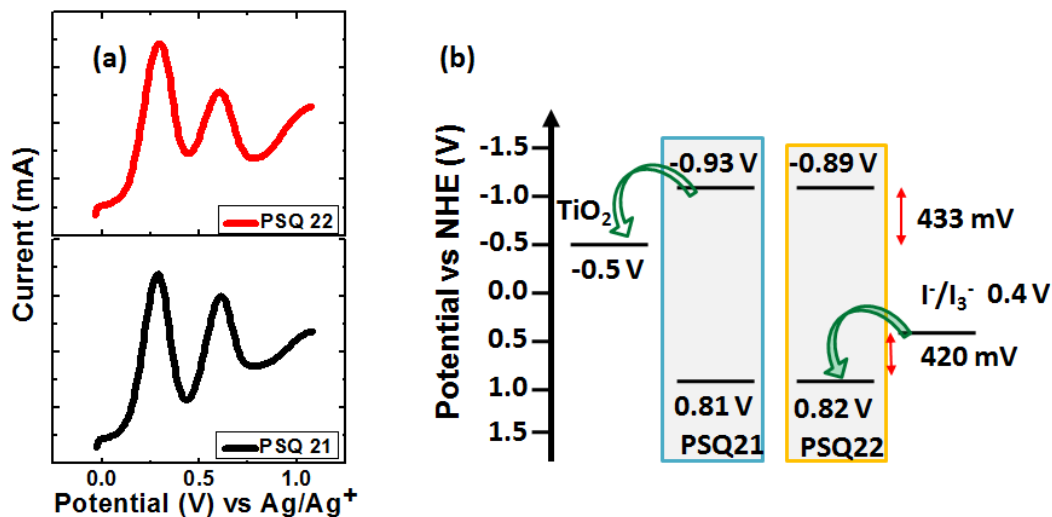 (a)
PSQ 22
PSQ 21
Current (mA)
0.0 0.5 1.0
Potential (V) vs Ag/Ag⁺
(b)
Potential vs NHE (V)
-1.5
-1.0
-0.5
0.0
0.5
1.0
1.5
TiO₂
-0.5 V
-0.93 V
-0.89 V
433 mV
I⁻/I₃⁻ 0.4 V
420 mV
0.81 V
0.82 V
PSQ21
PSQ22